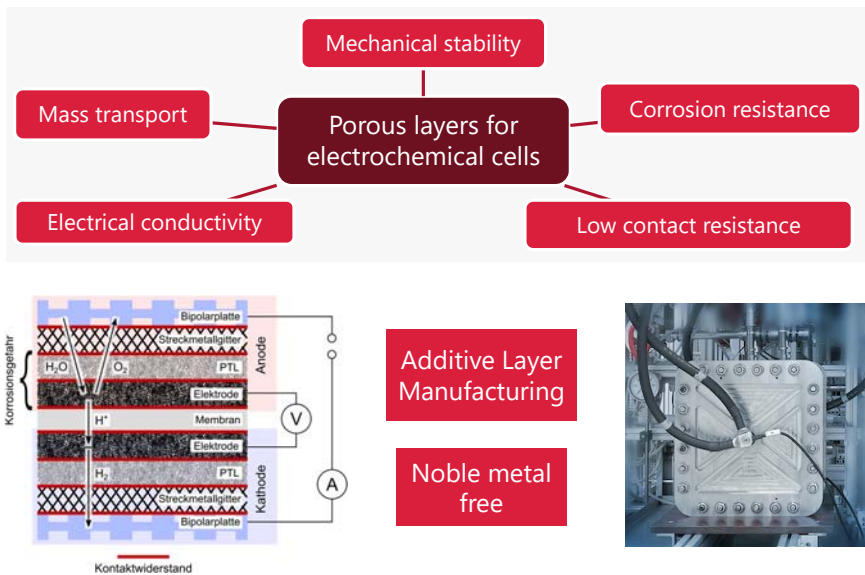 Mechanical stability
Mass transport
Corrosion resistance
Porous layers for
electrochemical cells
Electrical conductivity
Low contact resistance
Bipolarplatte
Streckmetallgitter
Anode
Korrosionsgefahr
H₂O
O₂
PTL
Elektrode
H⁺
Membran
V
Elektrode
H₂
PTL
Kathode
A
Streckmetallgitter
Bipolarplatte
Kontaktwiderstand
Additive Layer
Manufacturing
Noble metal
free